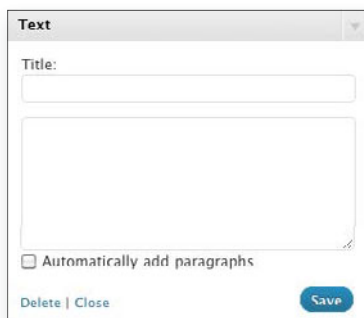 Text
Title:
Automatically add paragraphs
Delete | Close
Save